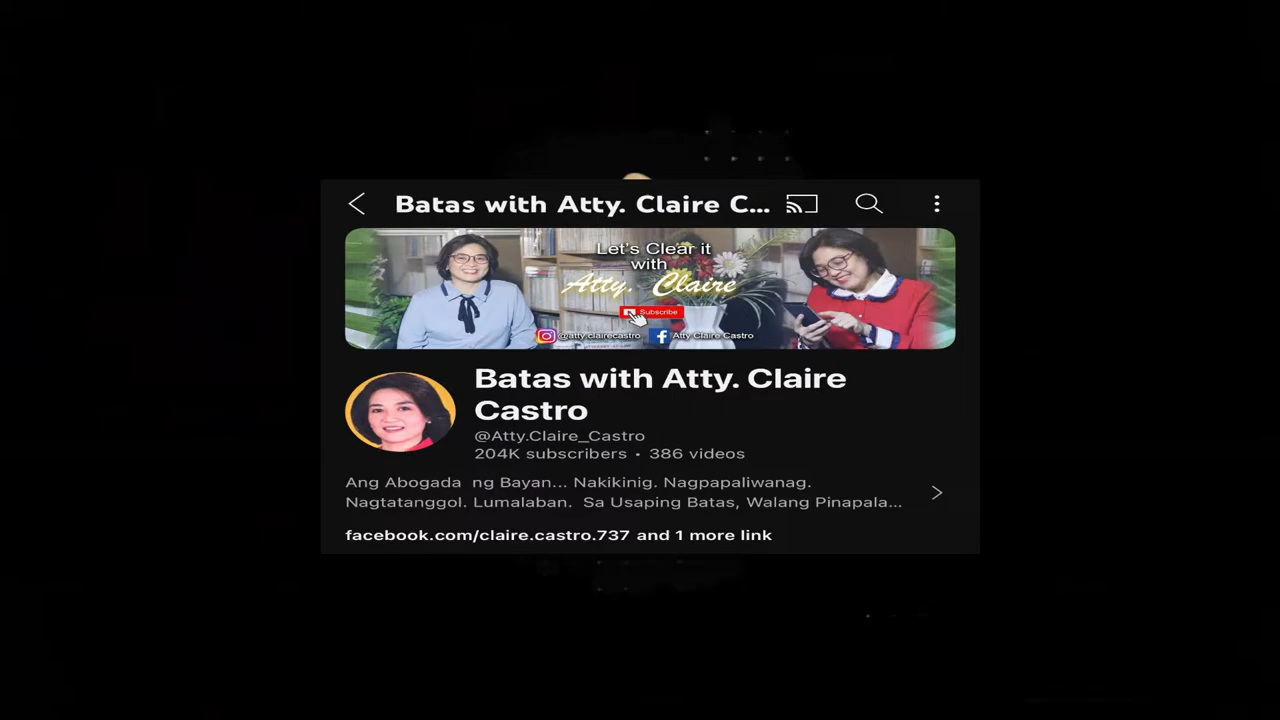 Batas with Atty. Claire C...
Let's Clear it
with
Atty. Claire
Subscribe
@atty.clairecastro
Atty Claire Castro
Batas with Atty. Claire
Castro
@Atty.Claire_Castro
204K subscribers • 386 videos
Ang Abogada ng Bayan... Nakikinig. Nagpapaliwanag.
Nagtatanggol. Lumalaban. Sa Usaping Batas, Walang Pinapala...
facebook.com/claire.castro.737 and 1 more link